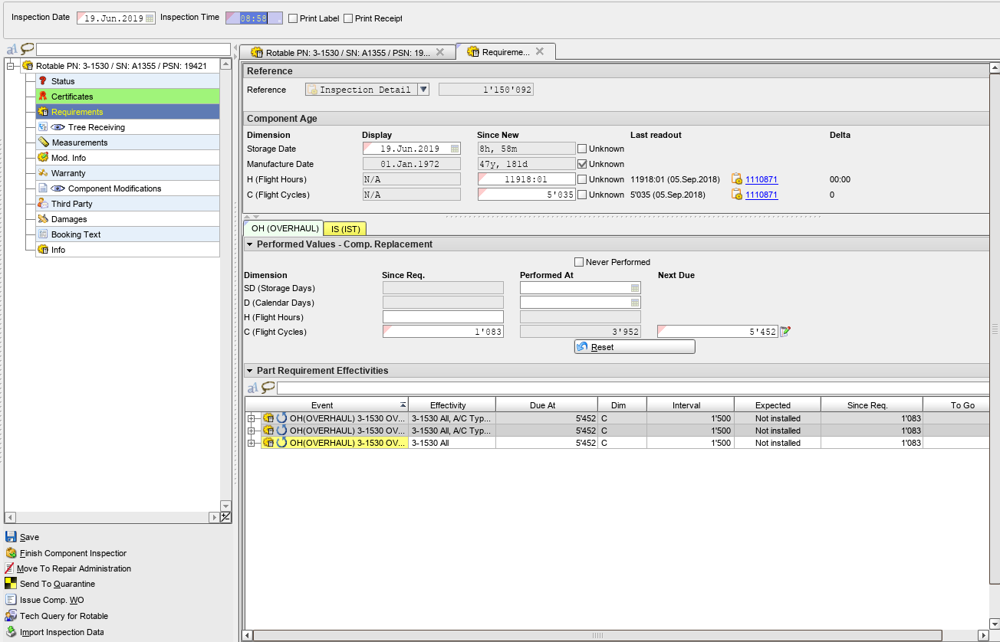 Inspection Date 19.Jun.2019 Inspection Time 08:58 Print Label Print Receipt
Rotable PN: 3-1530 / SN: A1355 / PSN: 19... Requireme...
Rotable PN: 3-1530 / SN: A1355 / PSN: 19421
Status
Certificates
Requirements
Tree Receiving
Measurements
Mod. Info
Warranty
Component Modifications
Third Party
Damages
Booking Text
Info
Save
Finish Component Inspection
Move To Repair Administration
Send To Quarantine
Issue Comp. WO
Tech Query for Rotable
Import Inspection Data
Reference
Reference Inspection Detail 1'150'092
Component Age
Dimension Display Since New Last readout Delta
Storage Date 19.Jun.2019 8h, 58m Unknown
Manufacture Date 01.Jan.1972 47y, 181d Unknown
H (Flight Hours) N/A 11918:01 Unknown 11918:01 (05.Sep.2018) 1110871 00:00
C (Flight Cycles) N/A 5'035 Unknown 5'035 (05.Sep.2018) 1110871 0
OH (OVERHAUL) IS (IST)
Performed Values - Comp. Replacement
Never Performed
Dimension Since Req. Performed At Next Due
SD (Storage Days)
D (Calendar Days)
H (Flight Hours)
C (Flight Cycles) 1'083 3'952 5'452
Reset
Part Requirement Effectivities
Event Effectivity Due At Dim Interval Expected Since Req. To Go
OH(OVERHAUL) 3-1530 OV... 3-1530 All, A/C Typ... 5'452 C 1'500 Not installed 1'083
OH(OVERHAUL) 3-1530 OV... 3-1530 All, A/C Typ... 5'452 C 1'500 Not installed 1'083
OH(OVERHAUL) 3-1530 OV... 3-1530 All 5'452 C 1'500 Not installed 1'083